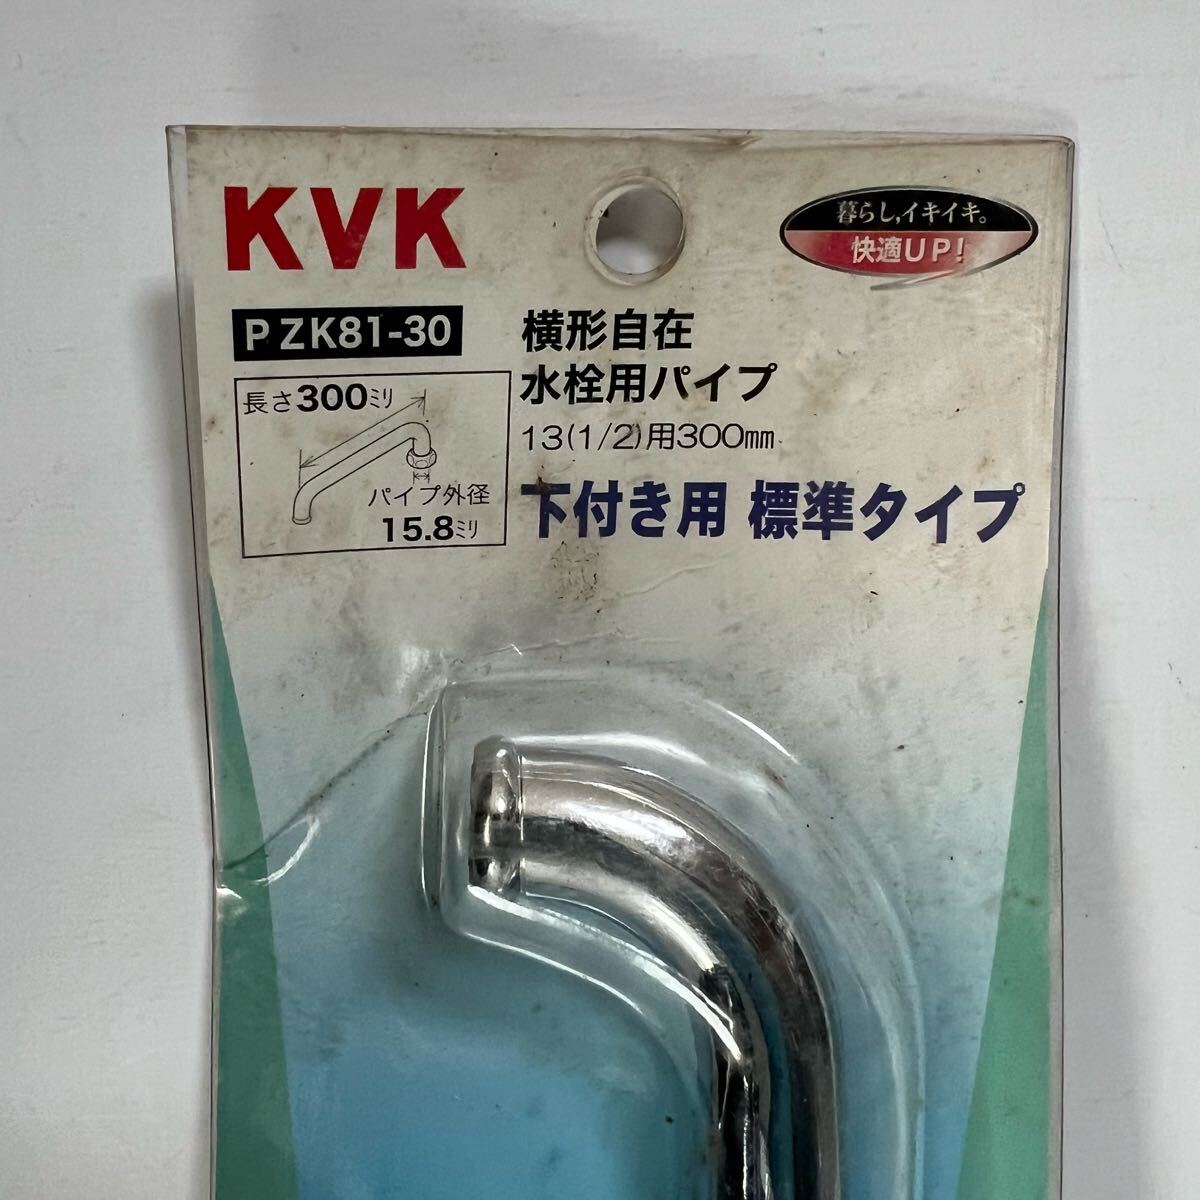 KVK
暮らし,イキイキ。
快適UP!
PZK81-30
横形自在
水栓用パイプ
13(1/2)用300mm
下付き用 標準タイプ
長さ300ミリ
パイプ外径
15.8ミリ